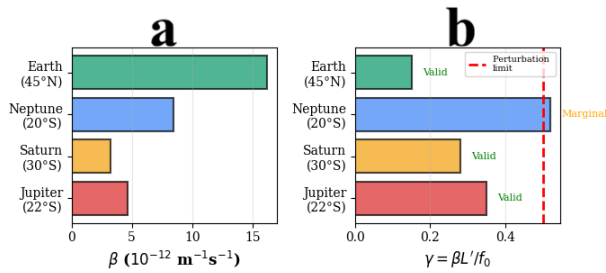 a
Earth
(45°N)
Neptune
(20°S)
Saturn
(30°S)
Jupiter
(22°S)
0 5 10 15
β (10⁻¹² m⁻¹s⁻¹)
b
Earth
(45°N)
Neptune
(20°S)
Saturn
(30°S)
Jupiter
(22°S)
Perturbation
limit
Valid
Marginal
Valid
Valid
0.0 0.2 0.4
γ = βL′/f₀